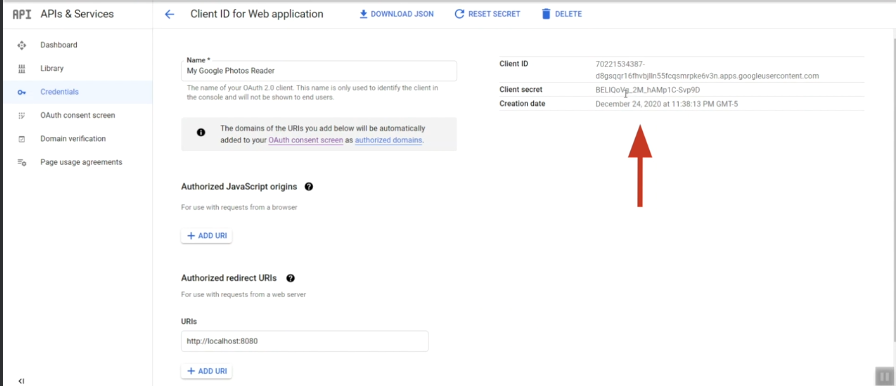 API APIs & Services
Dashboard
Library
Credentials
OAuth consent screen
Domain verification
Page usage agreements
Client ID for Web application
DOWNLOAD JSON
RESET SECRET
DELETE
Name *
My Google Photos Reader
The name of your OAuth 2.0 client. This name is only used to identify the client in
the console and will not be shown to end users.
The domains of the URIs you add below will be automatically
added to your OAuth consent screen as authorized domains.
Authorized JavaScript origins
For use with requests from a browser
+ ADD URI
Authorized redirect URIs
For use with requests from a web server
URIs
http://localhost:8080
+ ADD URI
Client ID
70221534387-
Client secret
Creation date
December 24, 2020 at 11:38:13 PM GMT-5